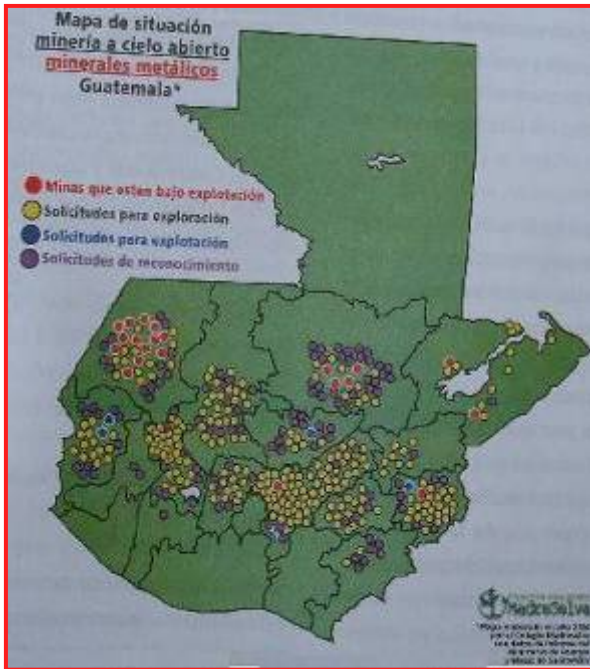 Mapa de situación
minería a cielo abierto
minerales metálicos
Guatemala*
Minas que estan bajo explotación
Solicitudes para exploración
Solicitudes para explotación
Solicitudes de reconocimiento
MadreSelva